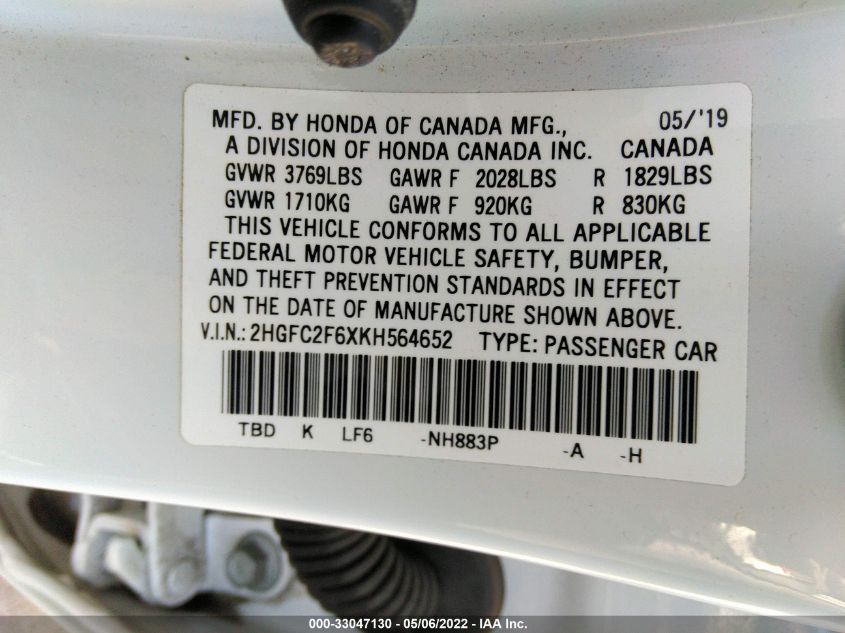 MFD. BY HONDA OF CANADA MFG., 05/'19
A DIVISION OF HONDA CANADA INC. CANADA
GVWR 3769LBS GAWR F 2028LBS R 1829LBS
GVWR 1710KG GAWR F 920KG R 830KG
THIS VEHICLE CONFORMS TO ALL APPLICABLE
FEDERAL MOTOR VEHICLE SAFETY, BUMPER,
AND THEFT PREVENTION STANDARDS IN EFFECT
ON THE DATE OF MANUFACTURE SHOWN ABOVE.
V.I.N.: 2HGFC2F6XKH564652 TYPE: PASSENGER CAR
TBD K LF6 -NH883P -A -H
000-33047130 - 05/06/2022 - IAA Inc.